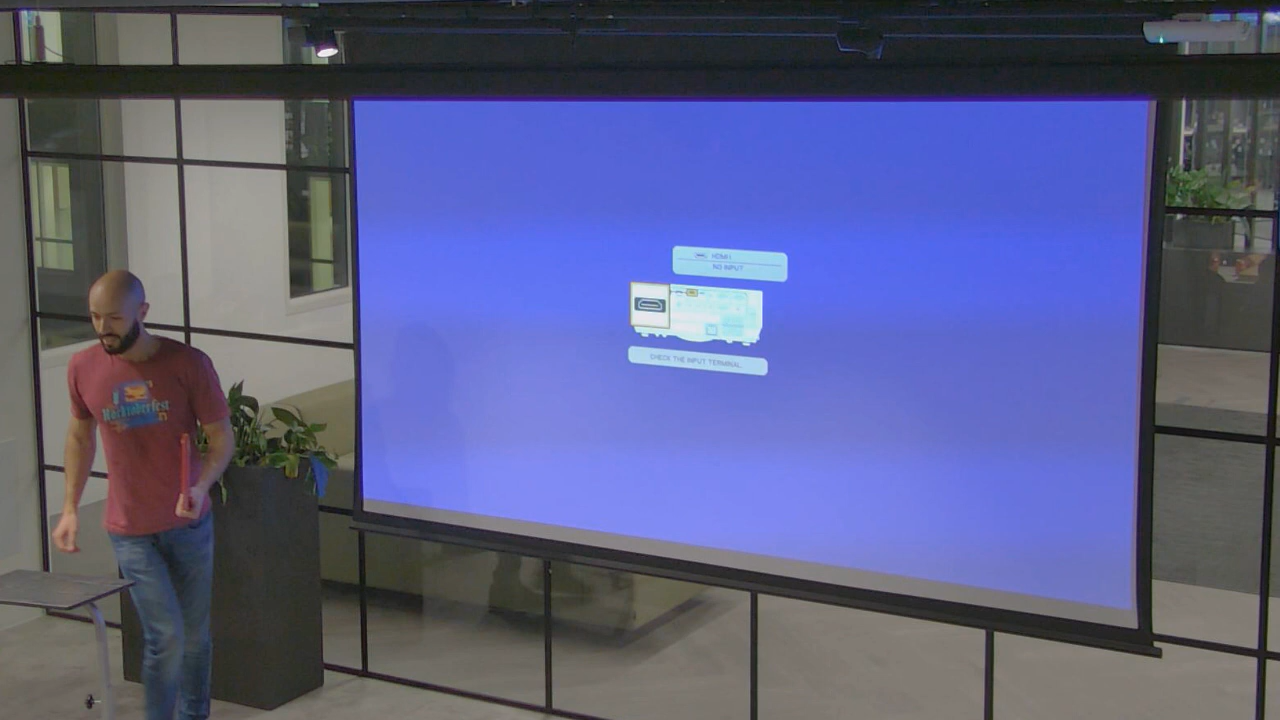 HDMI 1
NO INPUT
CHECK THE INPUT TERMINAL.
Hacktoberfest